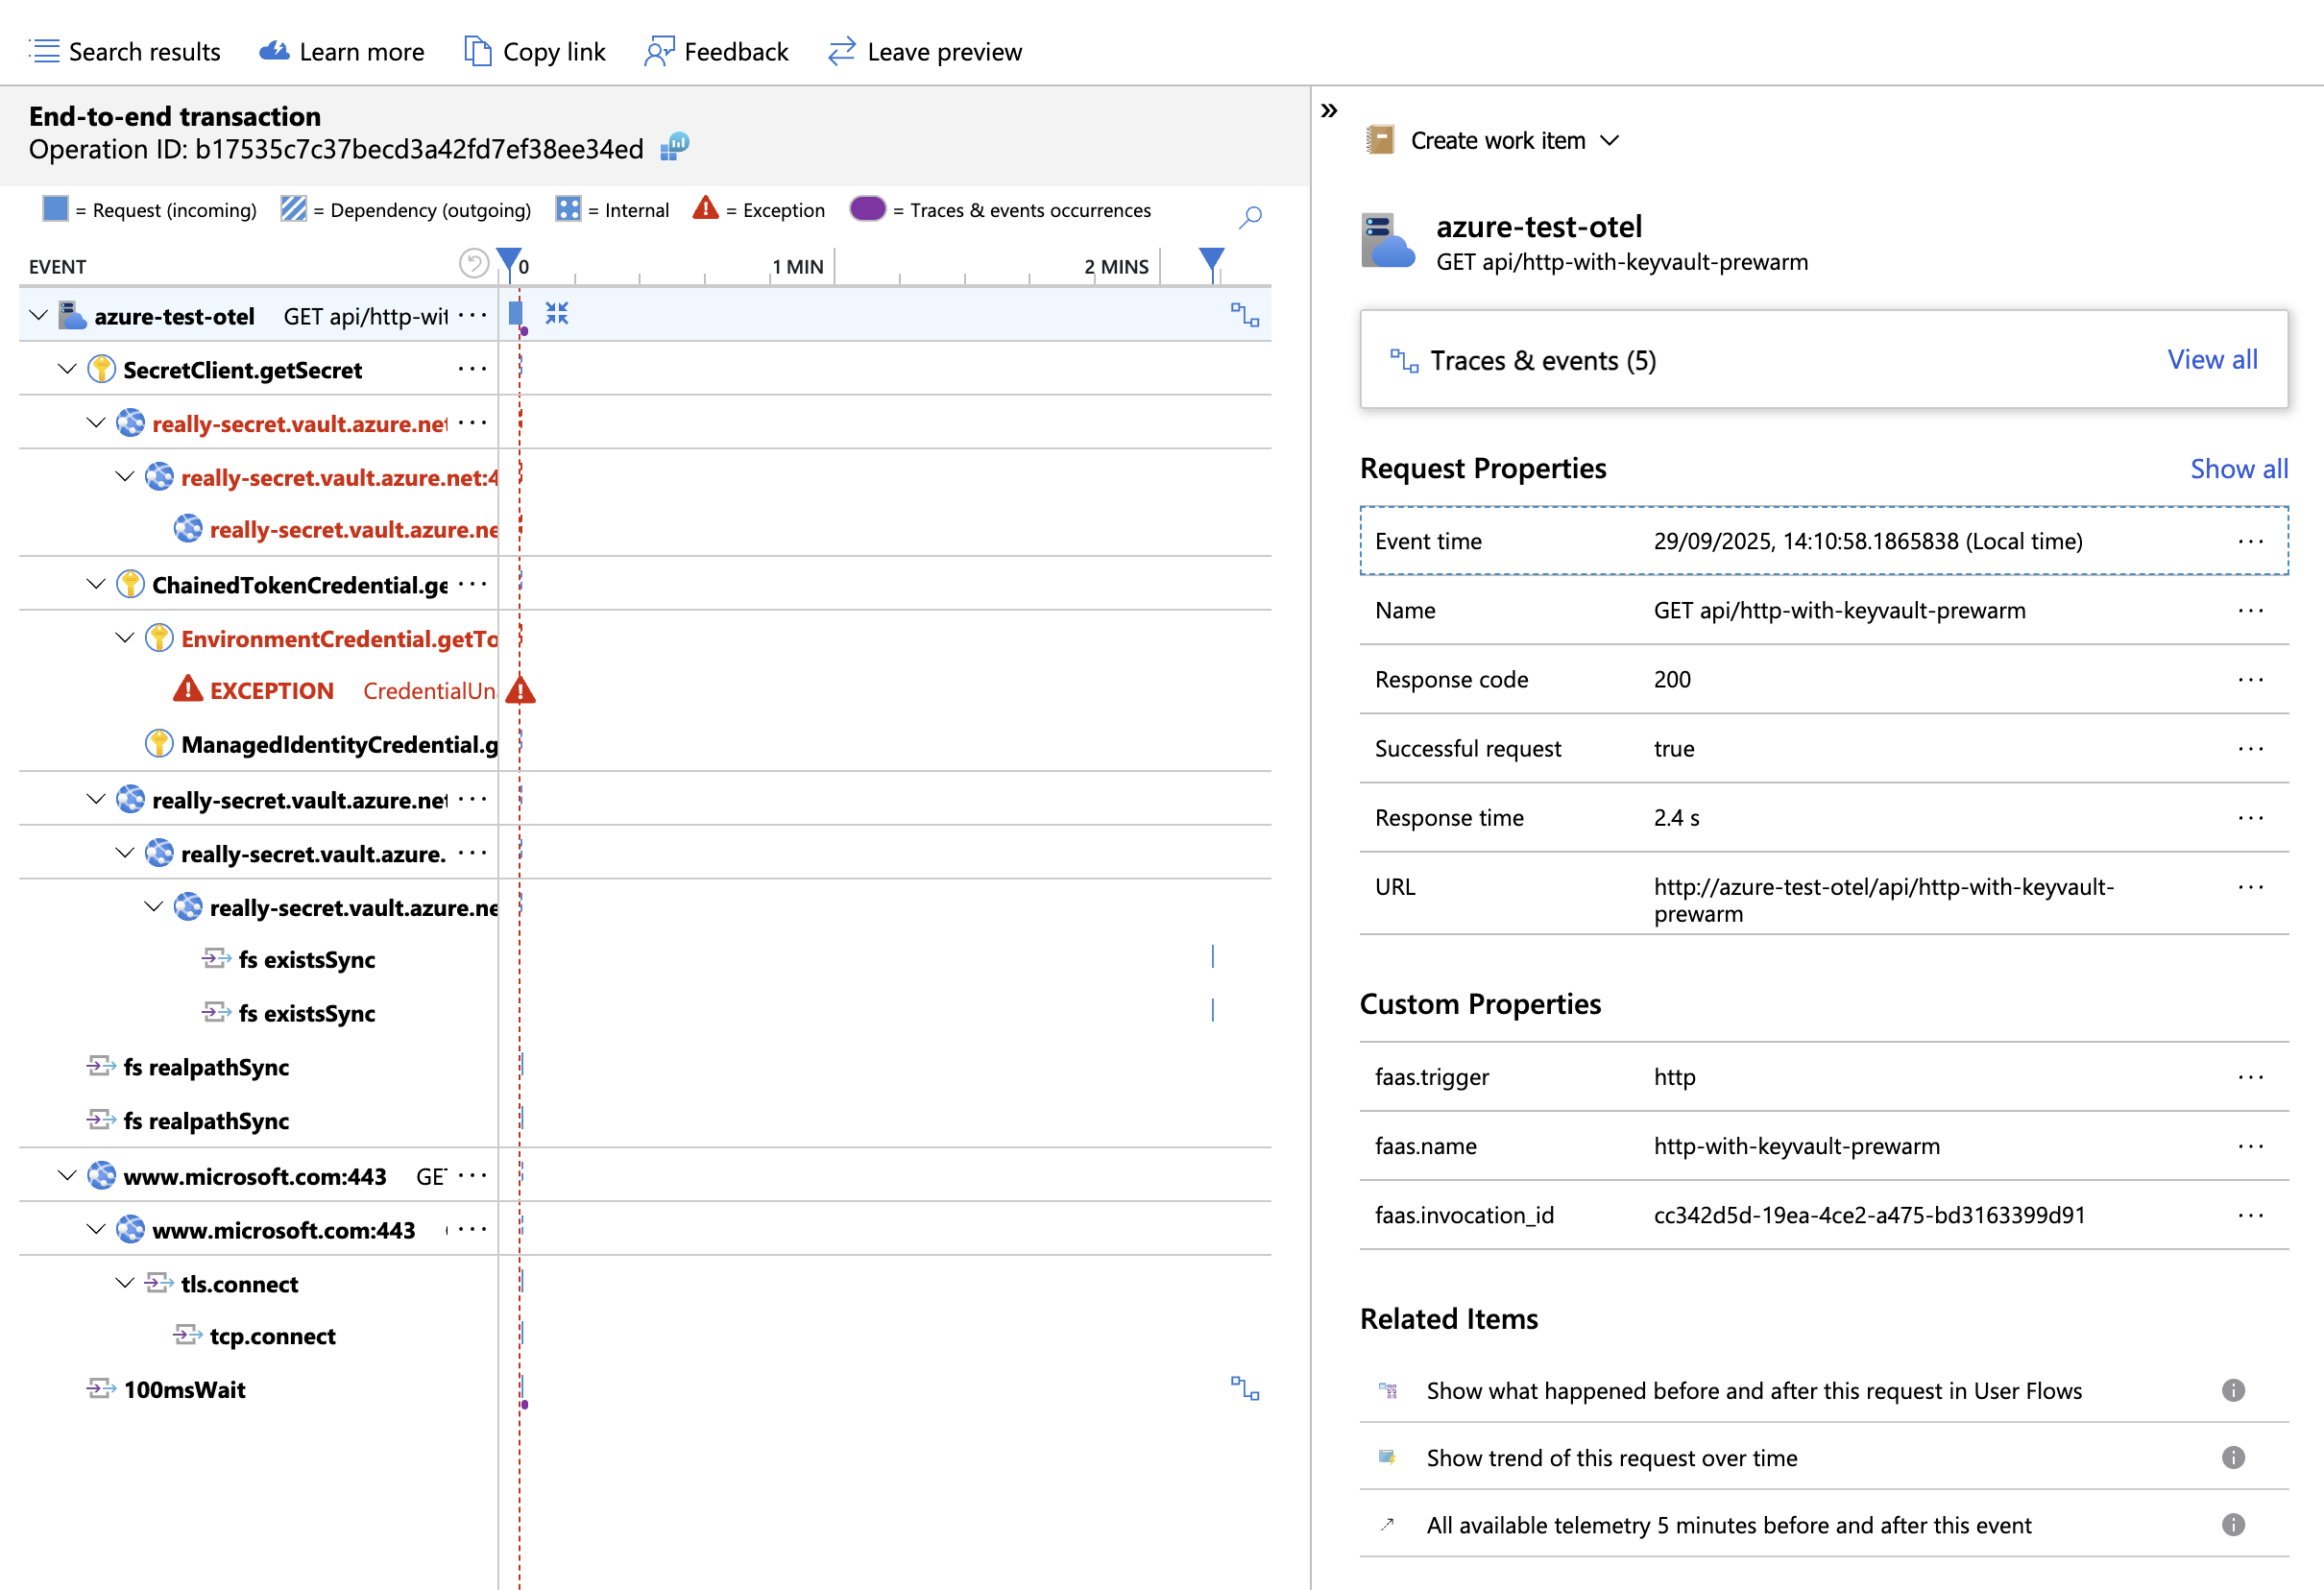 Search results Learn more Copy link Feedback Leave preview
End-to-end transaction
Operation ID: b17535c7c37becd3a42fd7ef38ee34ed
= Request (incoming) = Dependency (outgoing) = Internal = Exception = Traces & events occurrences
EVENT 0 1 MIN 2 MINS
azure-test-otel GET api/http-wit ···
SecretClient.getSecret ···
really-secret.vault.azure.net ···
really-secret.vault.azure.net:4
really-secret.vault.azure.ne
ChainedTokenCredential.ge ···
EnvironmentCredential.getTo
EXCEPTION CredentialUn
ManagedIdentityCredential.g
really-secret.vault.azure.net ···
really-secret.vault.azure. ···
really-secret.vault.azure.ne
fs existsSync
fs existsSync
fs realpathSync
fs realpathSync
www.microsoft.com:443 GET ···
www.microsoft.com:443 ···
tls.connect
tcp.connect
100msWait
Create work item
azure-test-otel
GET api/http-with-keyvault-prewarm
Traces & events (5) View all
Request Properties Show all
Event time 29/09/2025, 14:10:58.1865838 (Local time) ···
Name GET api/http-with-keyvault-prewarm ···
Response code 200 ···
Successful request true ···
Response time 2.4 s ···
URL http://azure-test-otel/api/http-with-keyvault- ···
prewarm
Custom Properties
faas.trigger http ···
faas.name http-with-keyvault-prewarm ···
faas.invocation_id cc342d5d-19ea-4ce2-a475-bd3163399d91 ···
Related Items
Show what happened before and after this request in User Flows
Show trend of this request over time
All available telemetry 5 minutes before and after this event